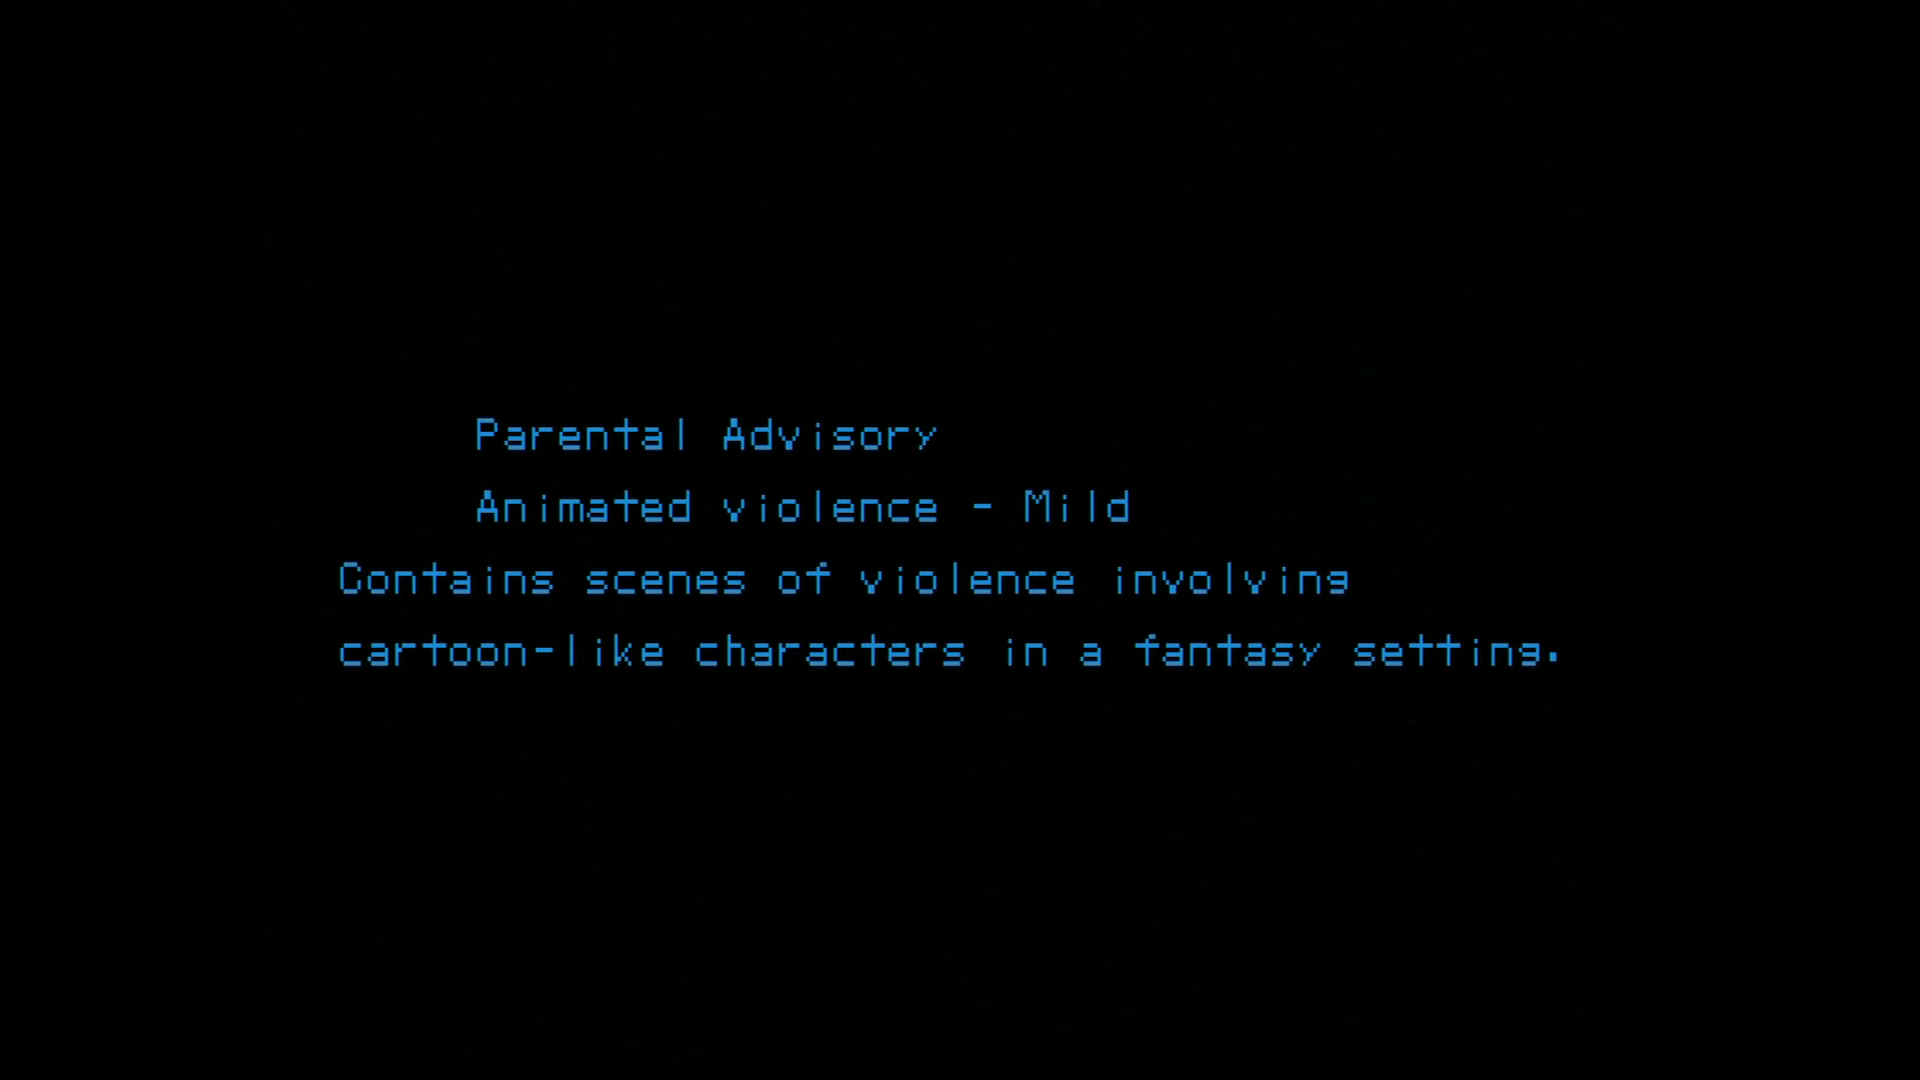 Parental Advisory
Animated violence - Mild
Contains scenes of violence involving
cartoon-like characters in a fantasy setting.